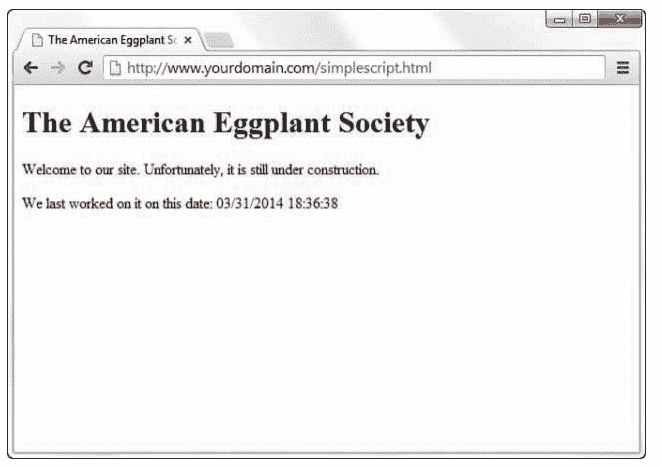 The American Eggplant Sc
http://www.yourdomain.com/simplescript.html
The American Eggplant Society
Welcome to our site. Unfortunately, it is still under construction.
We last worked on it on this date: 03/31/2014 18:36:38